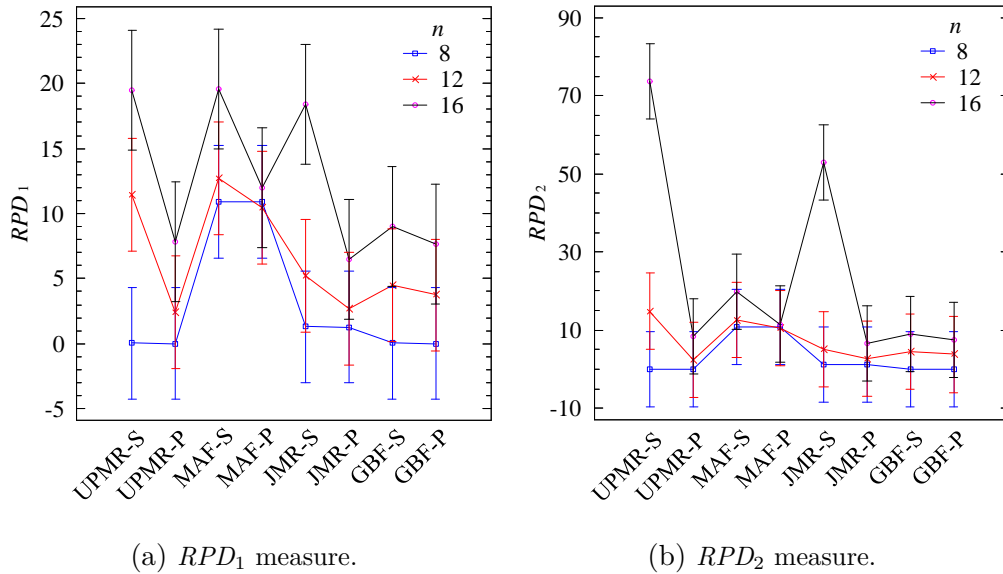 25
20
15
10
5
0
-5
RPD1
n
8
12
16
UPMR-S
UPMR-P
MAF-S
MAF-P
JMR-S
JMR-P
GBF-S
GBF-P
(a) RPD1 measure.
90
70
50
30
10
-10
RPD2
n
8
12
16
UPMR-S
UPMR-P
MAF-S
MAF-P
JMR-S
JMR-P
GBF-S
GBF-P
(b) RPD2 measure.